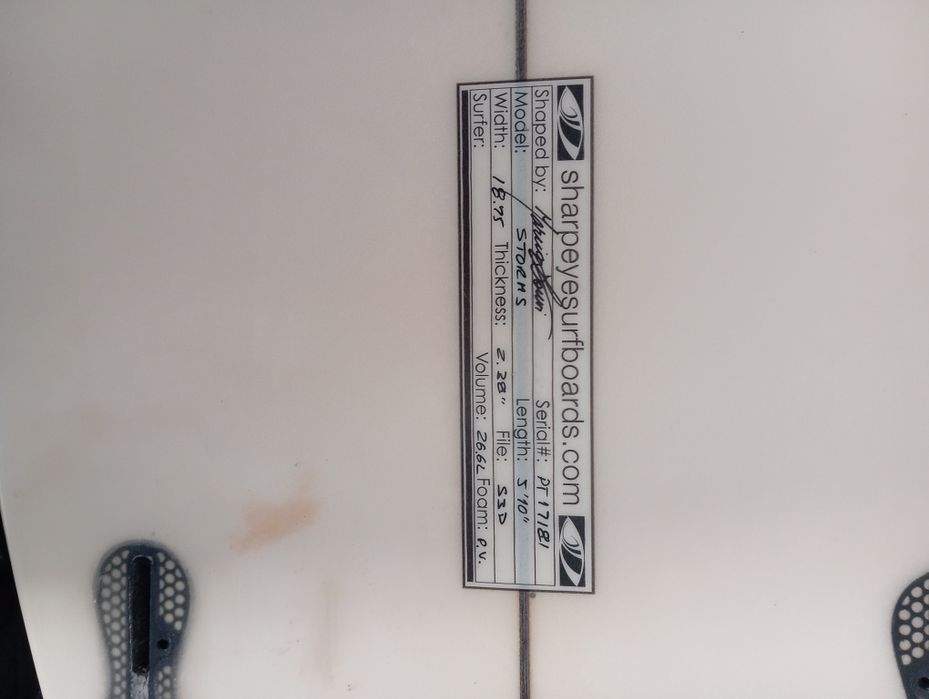 sharpeyesurfboards.com
Shaped by: Serial#: PT17181
Model: STORMS Length: 5'10"
Width: 18.75 Thickness: 2.28" File: S3D
Surfer: Volume: 26.6L Foam: P.V.